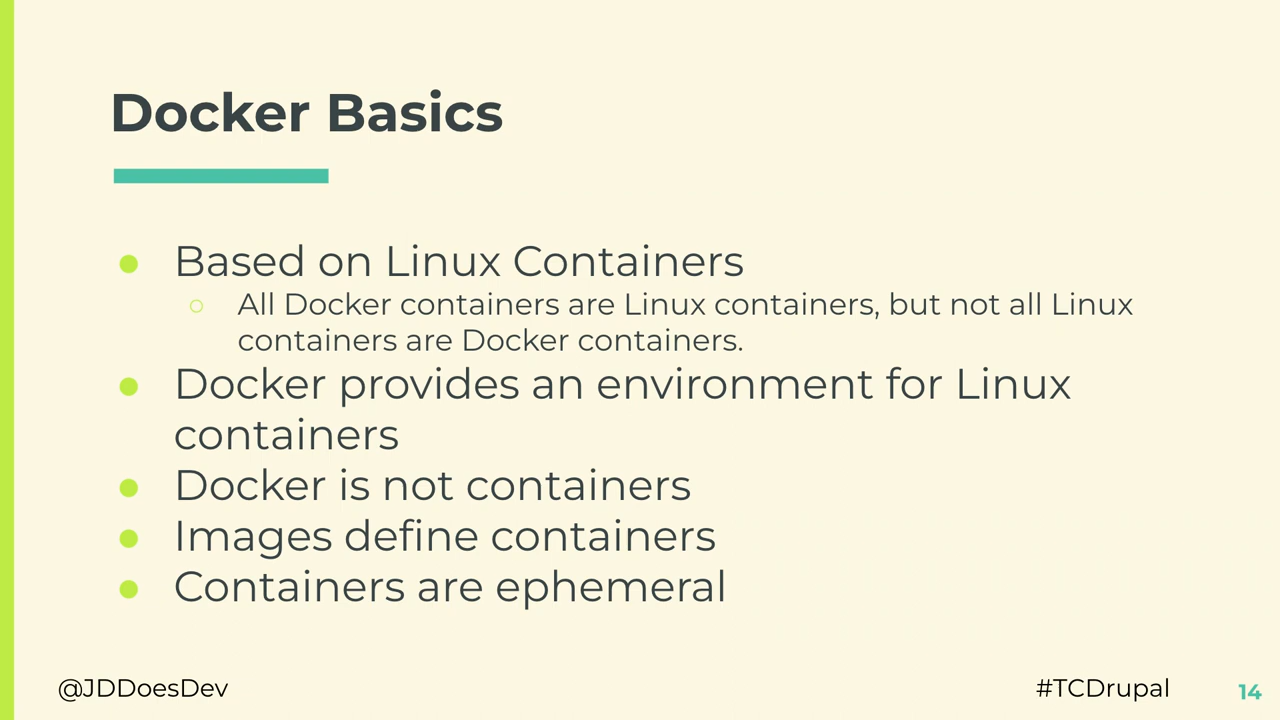 Docker Basics
● Based on Linux Containers
○ All Docker containers are Linux containers, but not all Linux
containers are Docker containers.
● Docker provides an environment for Linux
containers
● Docker is not containers
● Images define containers
● Containers are ephemeral
@JDDoesDev
#TCDrupal
14